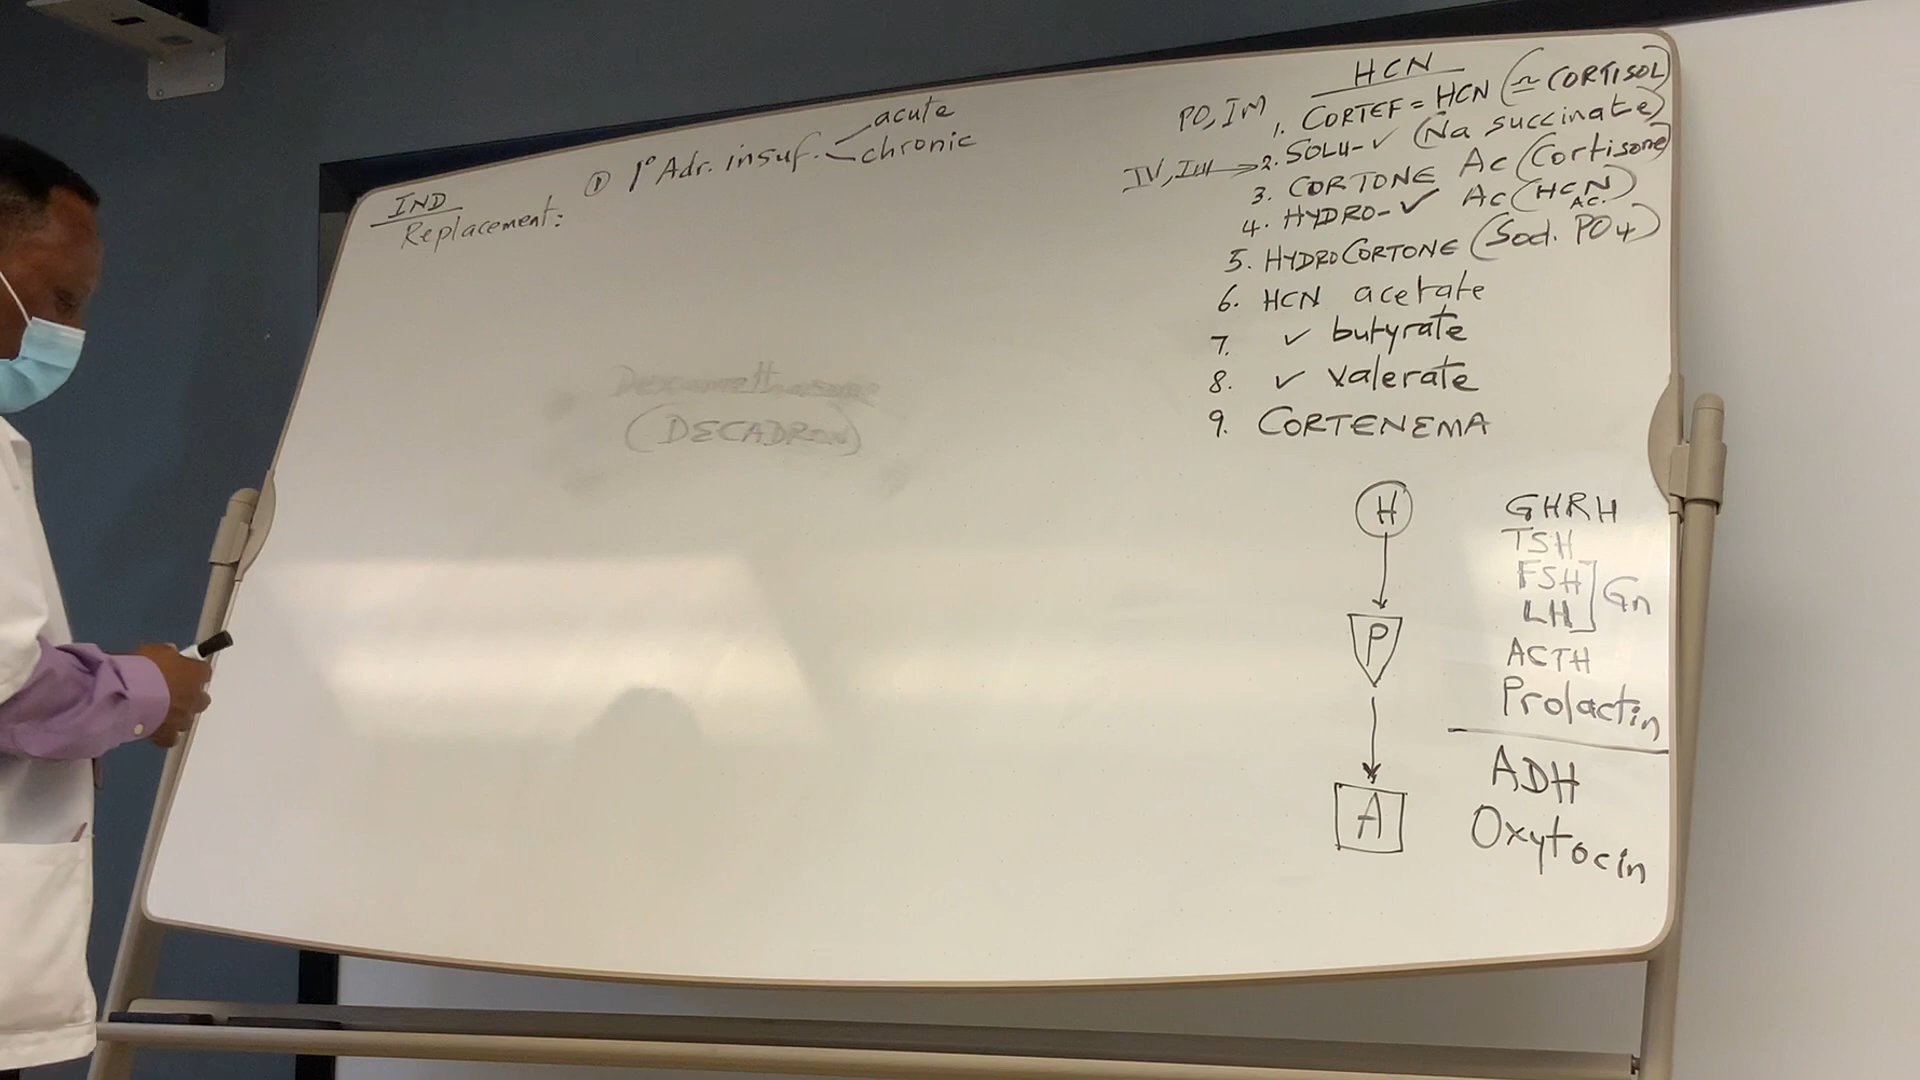 IND
Replacement:
① 1° Adr. insuf.
acute
chronic
HCN
PO, IM
1. CORTEF = HCN (≃ CORTISOL)
IV, IM → 2. SOLU- ✓ (Na succinate)
3. CORTONE Ac (Cortisone)
4. HYDRO- ✓ Ac (HCN AC.)
5. HYDROCORTONE (Sod. PO4)
6. HCN acetate
7. ✓ butyrate
8. ✓ valerate
9. CORTENEMA
Dexamethasone
(DECADRON)
H
P
A
GHRH
TSH
FSH
LH
Gn
ACTH
Prolactin
ADH
Oxytocin